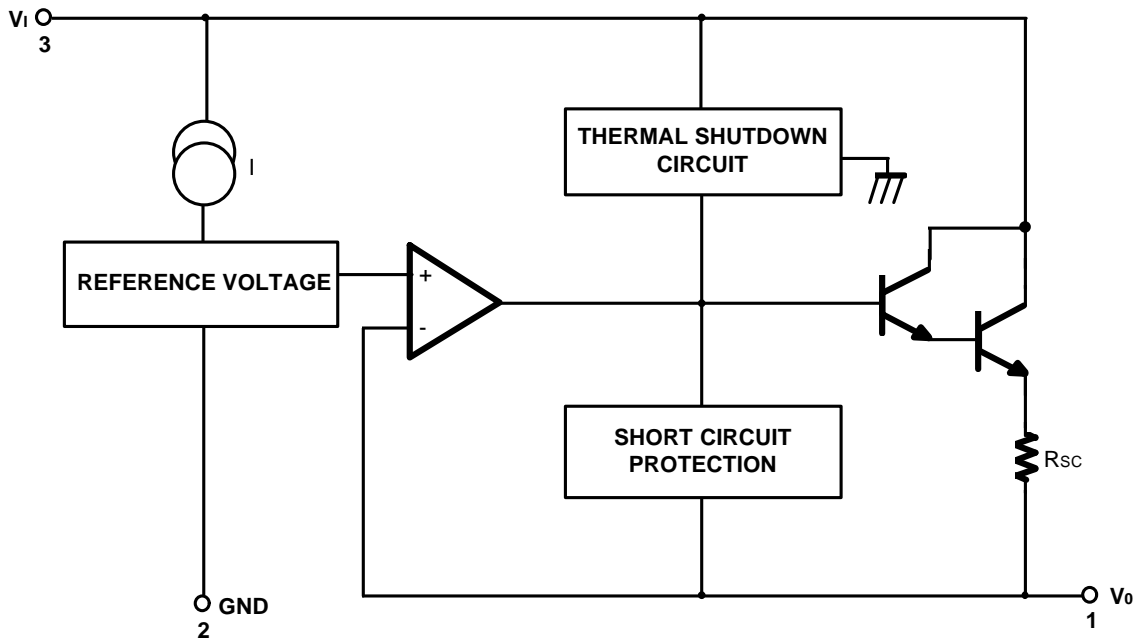 VI
3
THERMAL SHUTDOWN
CIRCUIT
I
REFERENCE VOLTAGE
+
-
SHORT CIRCUIT
PROTECTION
RSC
GND
2
V0
1